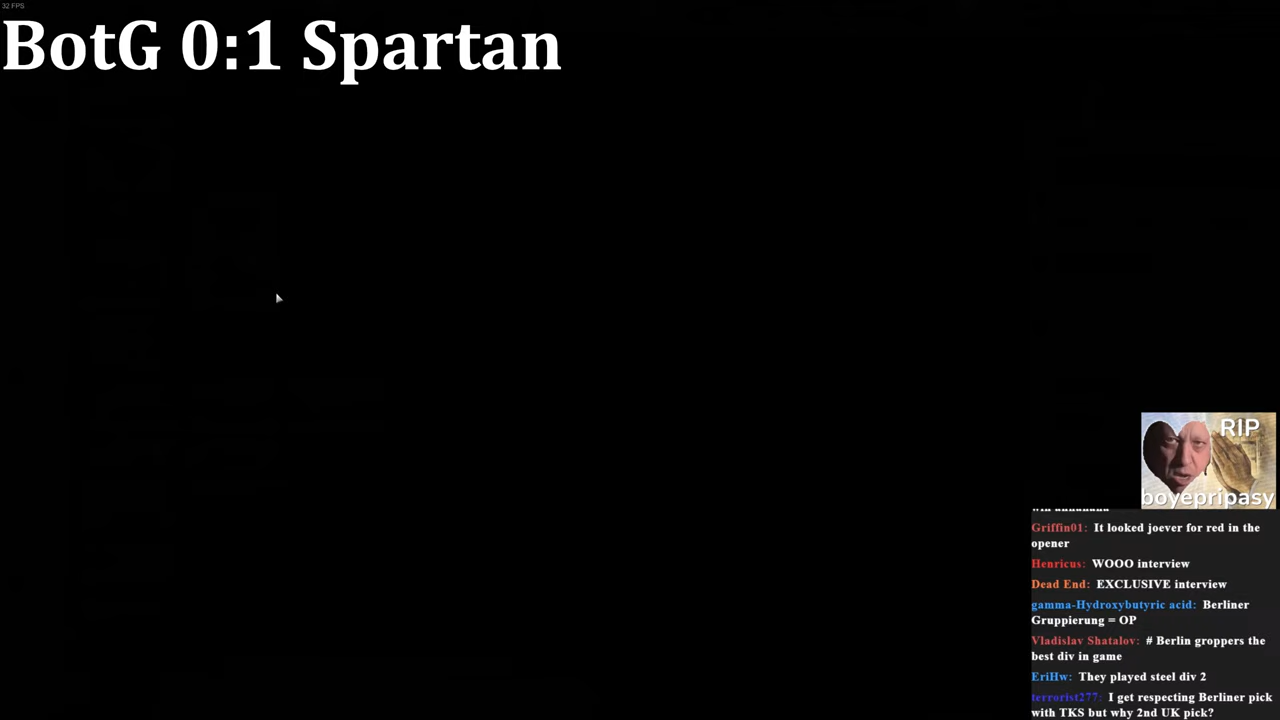 32 FPS
BotG 0:1 Spartan
RIP
boyepripasy
Griffin01: It looked joever for red in the
opener
Henricus: WOOO interview
Dead End: EXCLUSIVE interview
gamma-Hydroxybutyric acid: Berliner
Gruppierung = OP
Vladislav Shatalov: # Berlin groppers the
best div in game
EriHw: They played steel div 2
terrorist277: I get respecting Berliner pick
with TKS but why 2nd UK pick?